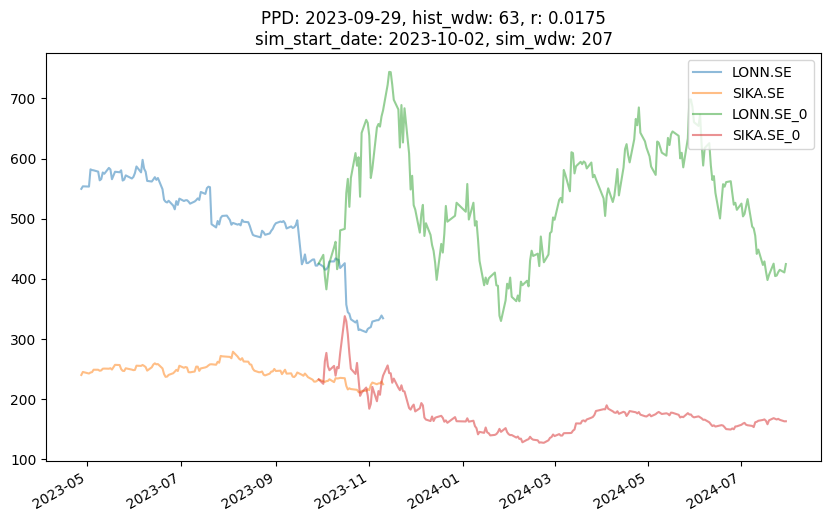 PPD: 2023-09-29, hist_wdw: 63, r: 0.0175
sim_start_date: 2023-10-02, sim_wdw: 207
LONN.SE
SIKA.SE
LONN.SE_0
SIKA.SE_0
700
600
500
400
300
200
100
2023-05
2023-07
2023-09
2023-11
2024-01
2024-03
2024-05
2024-07